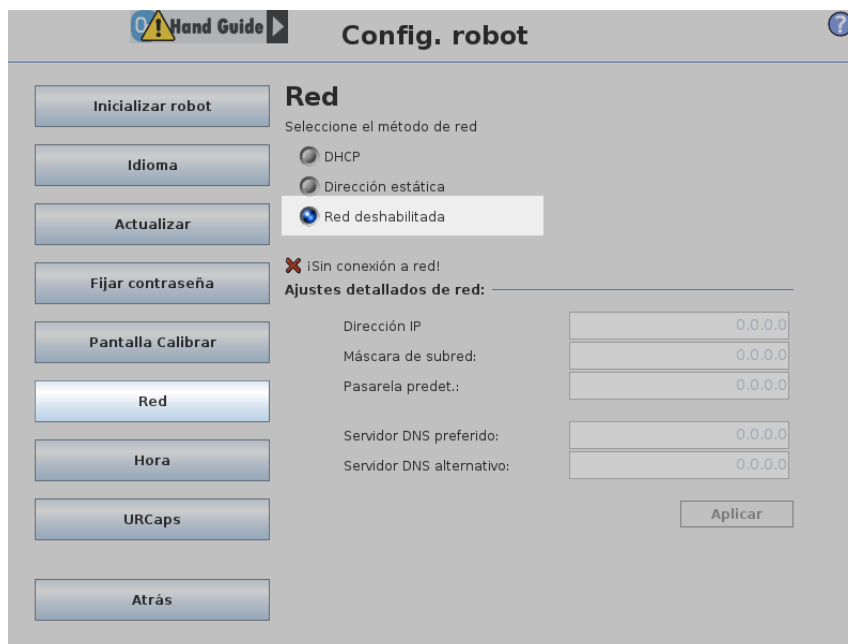 Hand Guide
Config. robot
?
Inicializar robot
Idioma
Actualizar
Fijar contraseña
Pantalla Calibrar
Red
Hora
URCaps
Atrás
Red
Seleccione el método de red
DHCP
Dirección estática
Red deshabilitada
¡Sin conexión a red!
Ajustes detallados de red:
Dirección IP 0.0.0.0
Máscara de subred: 0.0.0.0
Pasarela predet.: 0.0.0.0
Servidor DNS preferido: 0.0.0.0
Servidor DNS alternativo: 0.0.0.0
Aplicar